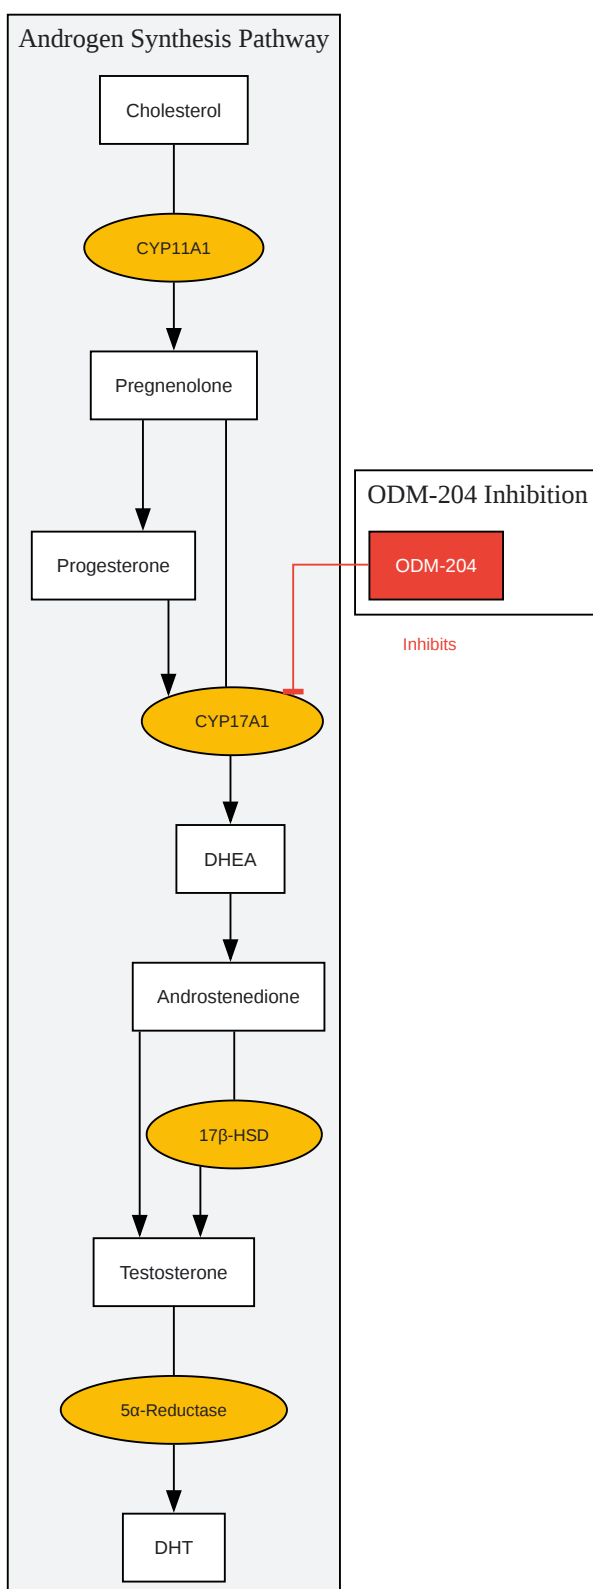 Androgen Synthesis Pathway
Cholesterol
CYP11A1
Pregnenolone
ODM-204 Inhibition
Progesterone
ODM-204
Inhibits
CYP17A1
DHEA
Androstenedione
17β-HSD
Testosterone
5α-Reductase
DHT